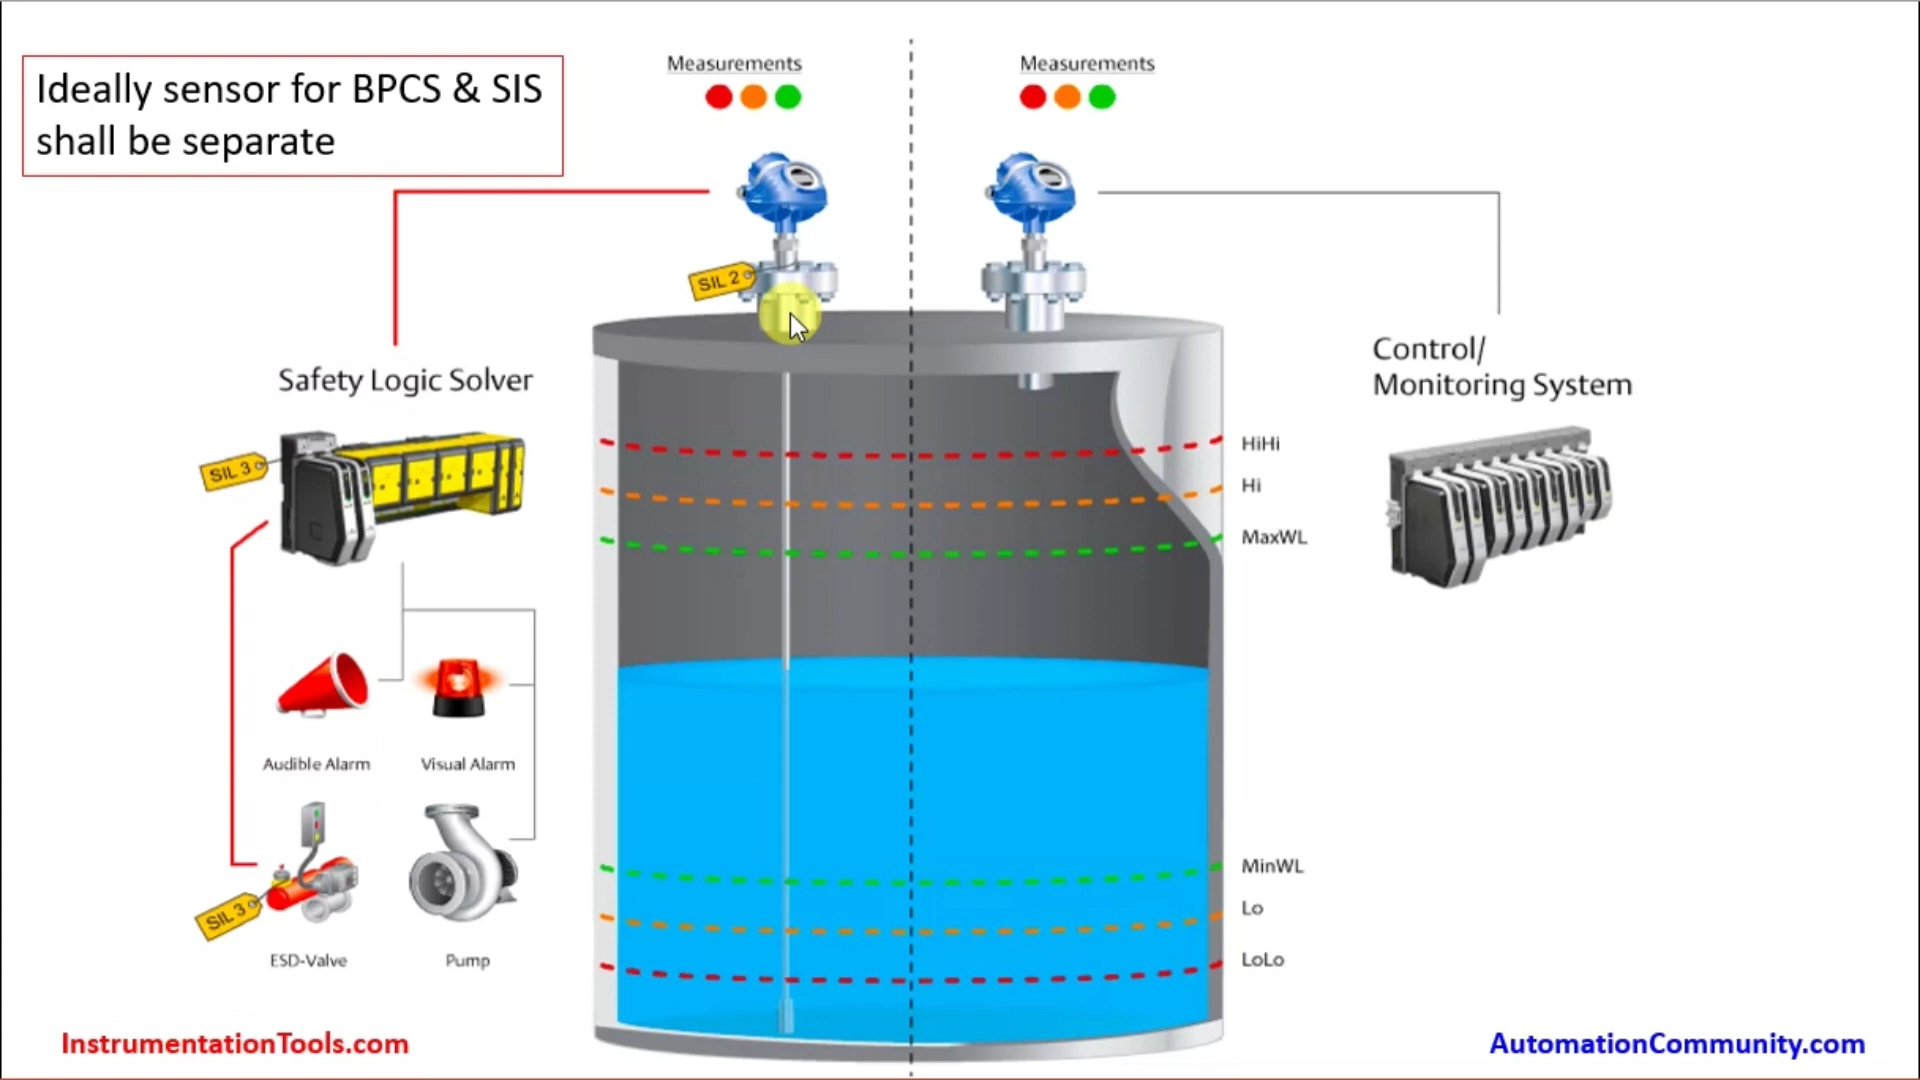 Ideally sensor for BPCS & SIS
shall be separate
Measurements
Measurements
SIL 2
Safety Logic Solver
Control/
Monitoring System
SIL 3
HiHi
Hi
MaxWL
Audible Alarm
Visual Alarm
MinWL
Lo
LoLo
SIL 3
ESD-Valve
Pump
InstrumentationTools.com
AutomationCommunity.com